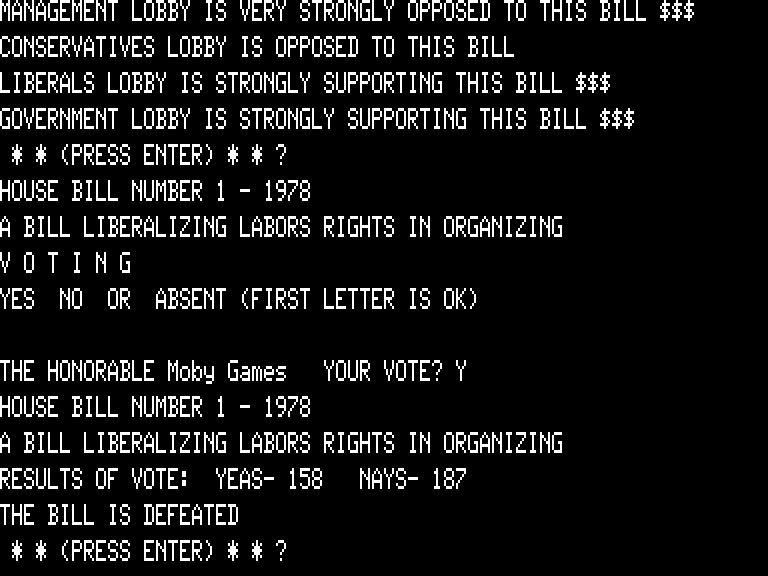 MANAGEMENT LOBBY IS VERY STRONGLY OPPOSED TO THIS BILL $$$
CONSERVATIVES LOBBY IS OPPOSED TO THIS BILL
LIBERALS LOBBY IS STRONGLY SUPPORTING THIS BILL $$$
GOVERNMENT LOBBY IS STRONGLY SUPPORTING THIS BILL $$$
* * (PRESS ENTER) * * ?
HOUSE BILL NUMBER 1 - 1978
A BILL LIBERALIZING LABORS RIGHTS IN ORGANIZING
V O T I N G
YES  NO  OR  ABSENT (FIRST LETTER IS OK)
THE HONORABLE Moby Games   YOUR VOTE? Y
HOUSE BILL NUMBER 1 - 1978
A BILL LIBERALIZING LABORS RIGHTS IN ORGANIZING
RESULTS OF VOTE:  YEAS- 158   NAYS- 187
THE BILL IS DEFEATED
* * (PRESS ENTER) * * ?